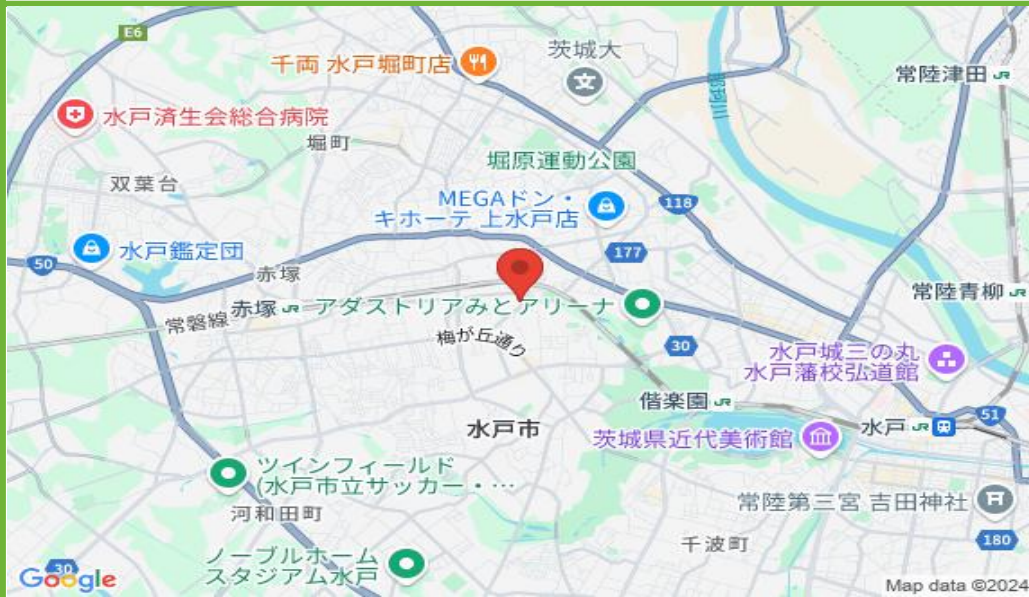 E6
千両 水戸堀町店
茨城大
常陸津田
那珂川
水戸済生会総合病院
堀町
堀原運動公園
双葉台
MEGAドン・
キホーテ 上水戸店
118
50
水戸鑑定団
赤塚
177
常陸青柳
赤塚
アダストリアみとアリーナ
常磐線
梅が丘通り
30
水戸城三の丸
水戸藩校弘道館
偕楽園
51
水戸市
茨城県近代美術館
水戸
ツインフィールド
(水戸市立サッカー・…
常陸第三宮 吉田神社
河和田町
千波町
180
ノーブルホーム
スタジアム水戸
30
Google
Map data ©2024